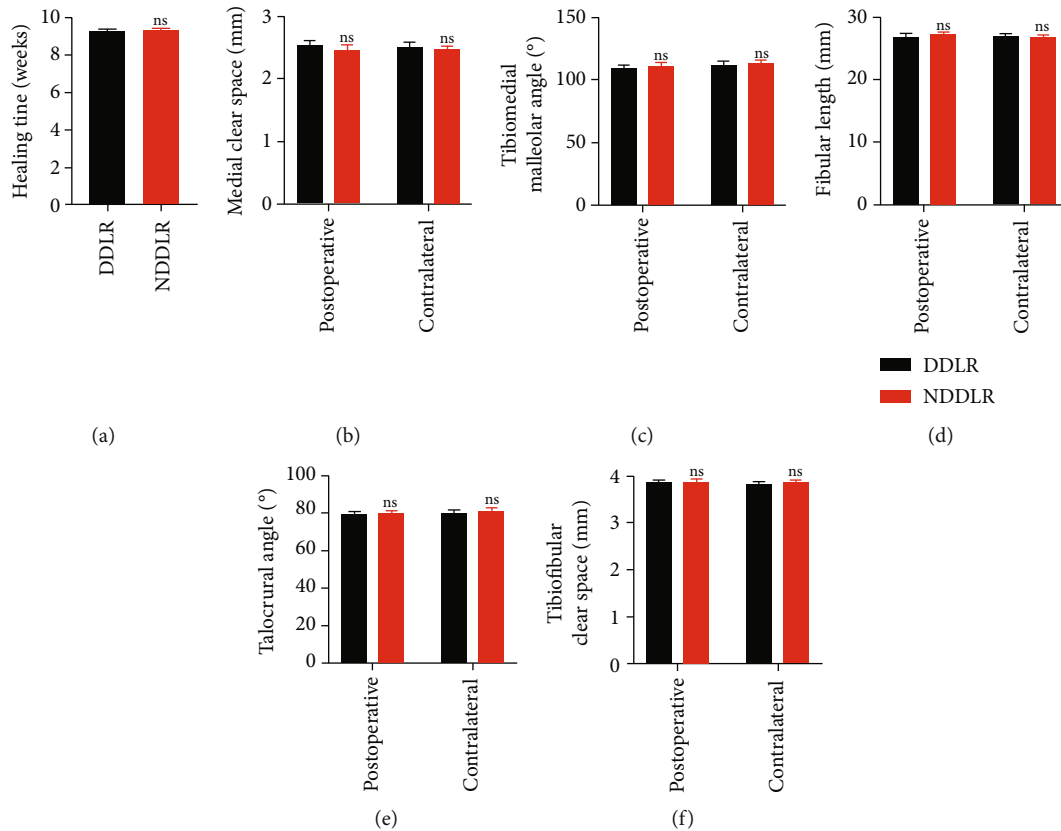 Healing tine (weeks)
10
8
6
4
2
0
ns
DDLR
NDDLR
(a)
Medial clear space (mm)
3
2
1
0
ns
ns
Postoperative
Contralateral
(b)
Tibiomedial
malleolar angle (°)
150
100
50
0
ns
ns
Postoperative
Contralateral
(c)
Fibular length (mm)
30
20
10
0
ns
ns
Postoperative
Contralateral
DDLR
NDDLR
(d)
Talocrural angle (°)
100
80
60
40
20
0
ns
ns
Postoperative
Contralateral
(e)
Tibiofibular
clear space (mm)
4
3
2
1
0
ns
ns
Postoperative
Contralateral
(f)